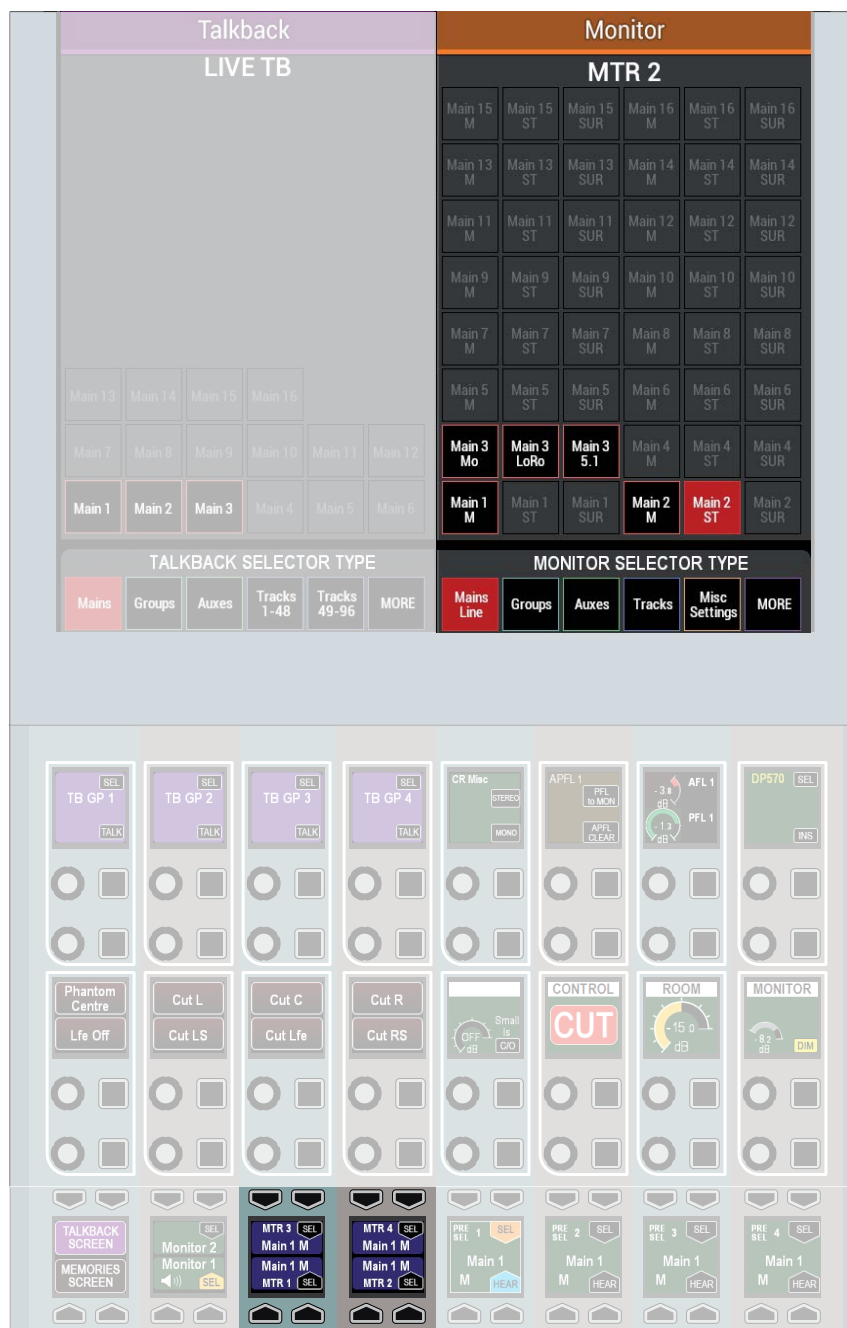 Talkback
Monitor
LIVE TB
MTR 2
Main 15 M
Main 15 ST
Main 15 SUR
Main 16 M
Main 16 ST
Main 16 SUR
Main 13 M
Main 13 ST
Main 13 SUR
Main 14 M
Main 14 ST
Main 14 SUR
Main 11 M
Main 11 ST
Main 11 SUR
Main 12 M
Main 12 ST
Main 12 SUR
Main 9 M
Main 9 ST
Main 9 SUR
Main 10 M
Main 10 ST
Main 10 SUR
Main 7 M
Main 7 ST
Main 7 SUR
Main 8 M
Main 8 ST
Main 8 SUR
Main 13
Main 14
Main 15
Main 16
Main 5 M
Main 5 ST
Main 5 SUR
Main 6 M
Main 6 ST
Main 6 SUR
Main 7
Main 8
Main 9
Main 10
Main 11
Main 12
Main 3 Mo
Main 3 LoRo
Main 3 5.1
Main 4 M
Main 4 ST
Main 4 SUR
Main 1
Main 2
Main 3
Main 4
Main 5
Main 6
Main 1 M
Main 1 ST
Main 1 SUR
Main 2 M
Main 2 ST
Main 2 SUR
TALKBACK SELECTOR TYPE
MONITOR SELECTOR TYPE
Mains
Groups
Auxes
Tracks 1-48
Tracks 49-96
MORE
Mains Line
Groups
Auxes
Tracks
Misc Settings
MORE
SEL
TB GP 1
TALK
SEL
TB GP 2
TALK
SEL
TB GP 3
TALK
SEL
TB GP 4
TALK
CR Misc
STEREO
MONO
APFL 1
PFL to MON
APFL CLEAR
-3.8 dB
AFL 1
-1.3 dB
PFL 1
DP570
SEL
INS
Phantom Centre
Lfe Off
Cut L
Cut LS
Cut C
Cut Lfe
Cut R
Cut RS
OFF dB
Small ls
C/O
CONTROL
CUT
ROOM
-15.0 dB
MONITOR
-8.2 dB
DIM
TALKBACK SCREEN
MEMORIES SCREEN
SEL
Monitor 2
Monitor 1
SEL
MTR 3 SEL
Main 1 M
Main 1 M
MTR 1 SEL
MTR 4 SEL
Main 1 M
Main 1 M
MTR 2 SEL
PRE SEL 1 SEL
Main 1
M HEAR
PRE SEL 2 SEL
Main 1
M HEAR
PRE SEL 3 SEL
Main 1
M HEAR
PRE SEL 4 SEL
Main 1
M HEAR